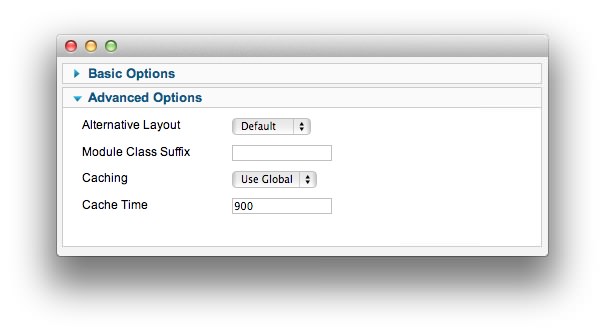 Basic Options
Advanced Options
Alternative Layout Default
Module Class Suffix
Caching Use Global
Cache Time 900